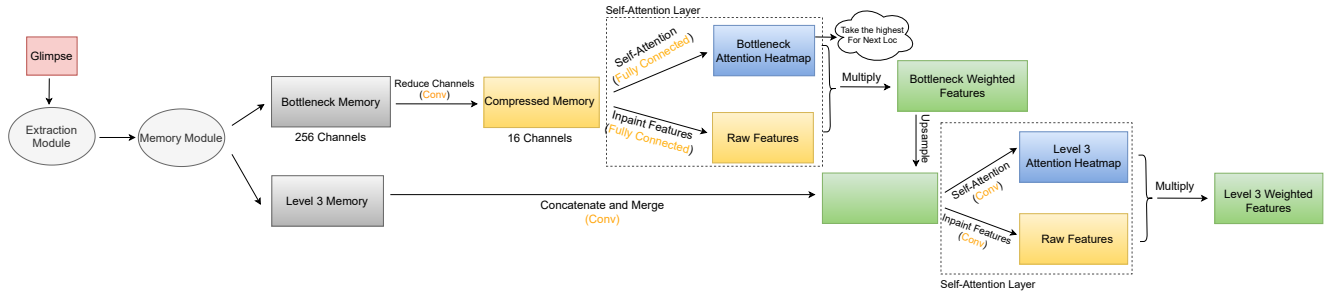 Glimpse
Extraction
Module
Memory Module
Bottleneck Memory
256 Channels
Level 3 Memory
Reduce Channels
(Conv)
Compressed Memory
16 Channels
Self-Attention Layer
Self-Attention
(Fully Connected)
Inpaint Features
(Fully Connected)
Bottleneck
Attention Heatmap
Raw Features
Take the highest
For Next Loc
Multiply
Bottleneck Weighted
Features
Upsample
Concatenate and Merge
(Conv)
Self-Attention
(Conv)
Inpaint Features
(Conv)
Level 3
Attention Heatmap
Raw Features
Self-Attention Layer
Multiply
Level 3 Weighted
Features